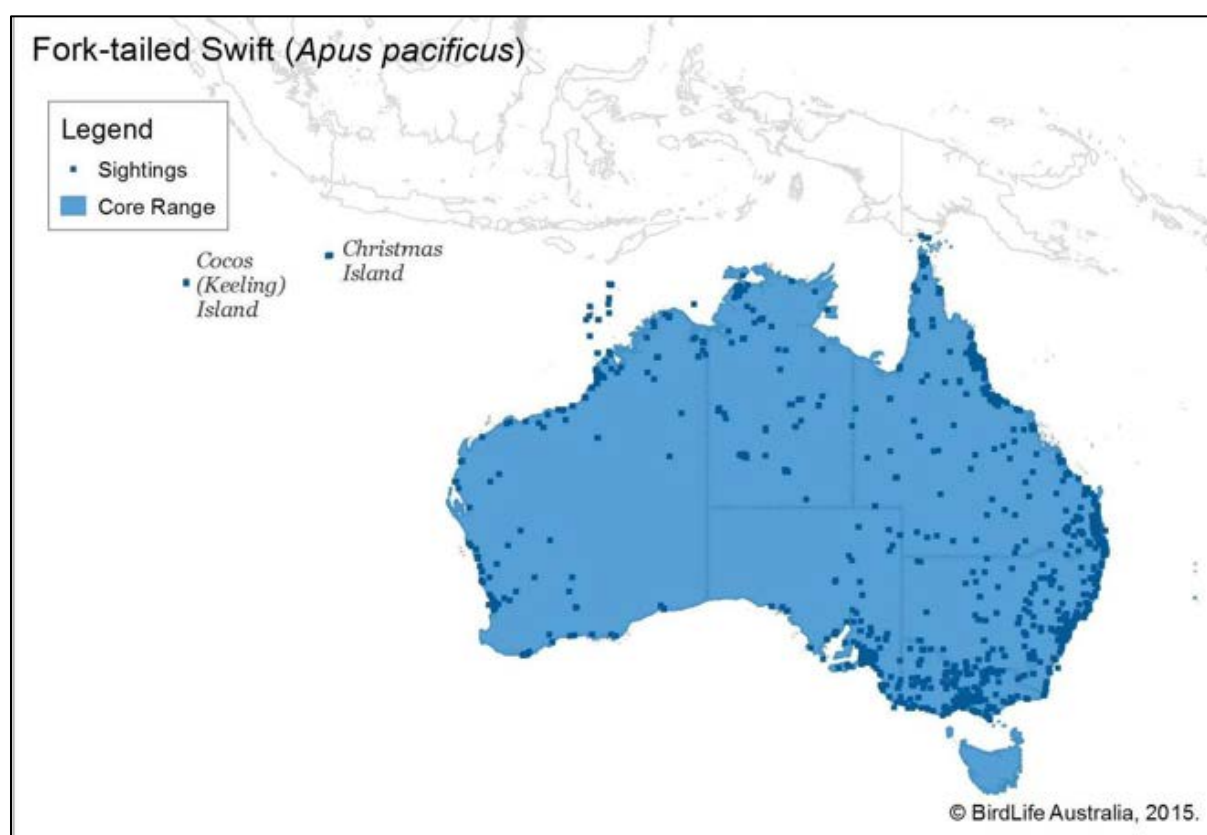 Fork-tailed Swift (Apus pacificus)
Legend
Sightings
Core Range
Cocos
(Keeling)
Island
Christmas
Island
© BirdLife Australia, 2015.